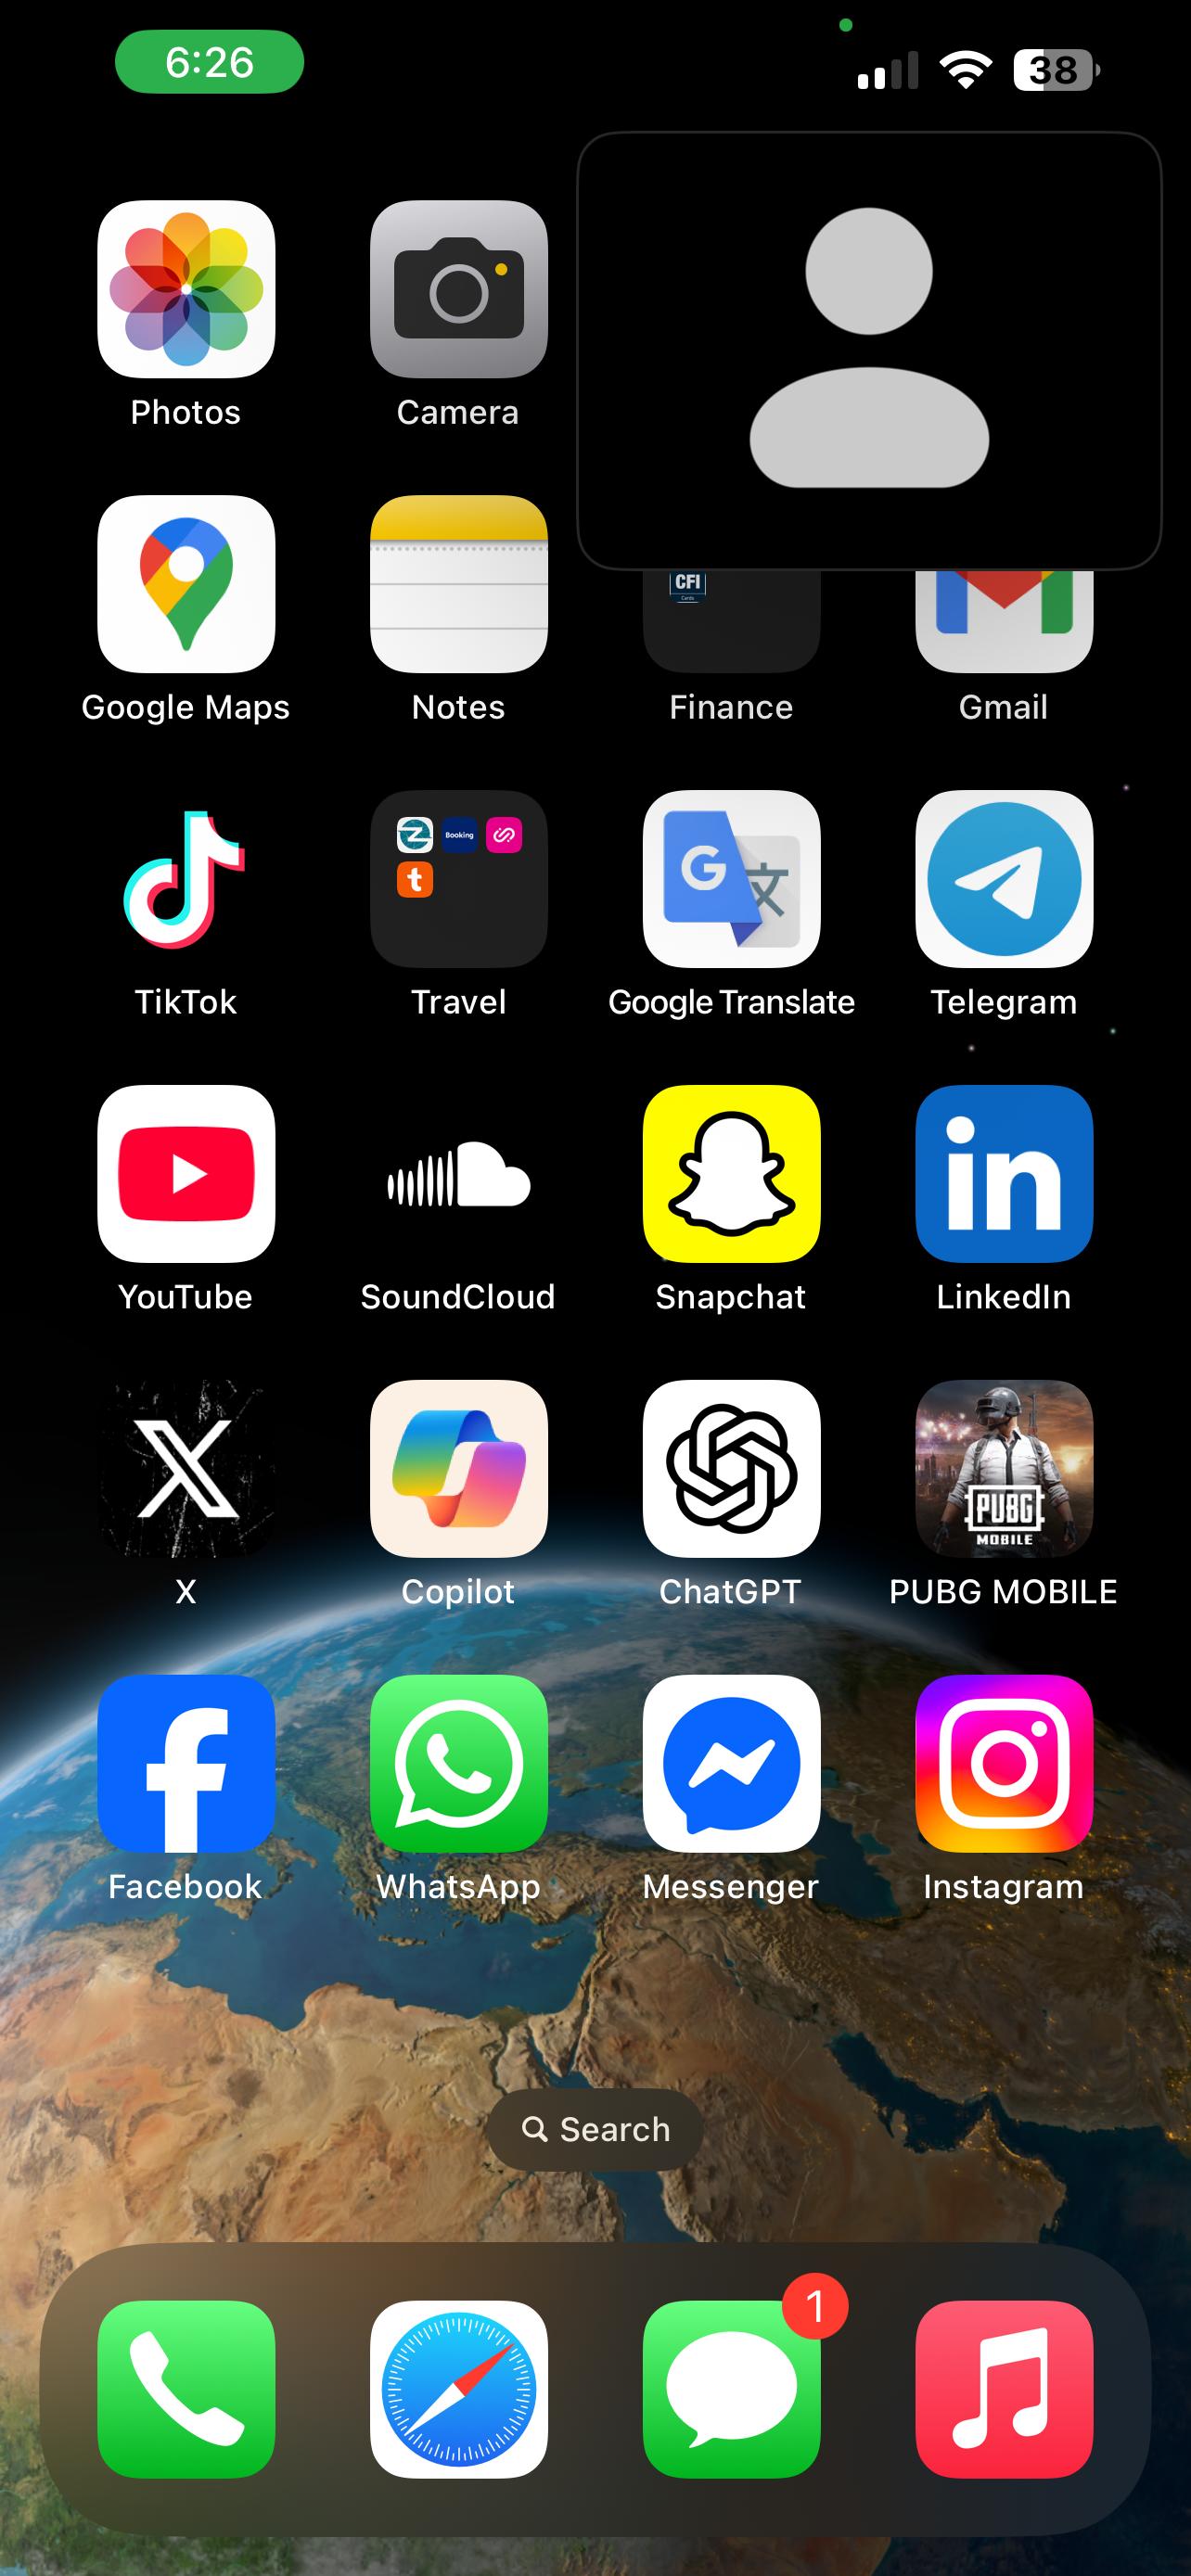 6:26
38
Photos Camera
CFI
Cards
Google Maps Notes Finance Gmail
Booking
t
TikTok Travel Google Translate Telegram
in
YouTube SoundCloud Snapchat LinkedIn
PUBG
MOBILE
X Copilot ChatGPT PUBG MOBILE
Facebook WhatsApp Messenger Instagram
Search
1